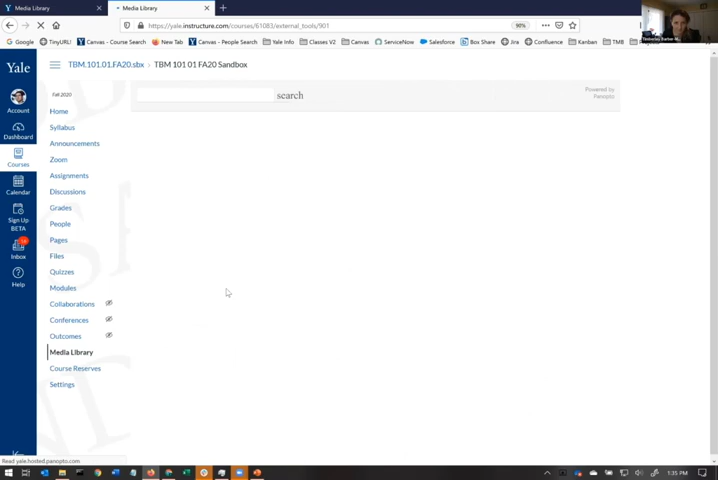 Media Library
Media Library
https://yale.instructure.com/courses/61083/external_tools/901
90%
Google
TinyURL
Canvas - Course Search
New Tab
Canvas - People Search
Yale Info
Classes V2
Canvas
ServiceNow
Salesforce
Box Share
Jira
Confluence
Kanban
TMB
Yale
TBM.101.01.FA20.sbx > TBM 101 01 FA20 Sandbox
Account
Dashboard
Courses
Calendar
Sign Up
BETA
Inbox
Help
Fall 2020
Home
Syllabus
Announcements
Zoom
Assignments
Discussions
Grades
People
Pages
Files
Quizzes
Modules
Collaborations
Conferences
Outcomes
Media Library
Course Reserves
Settings
search
Powered by
Panopto
Read yale.hosted.panopto.com
1:35 PM